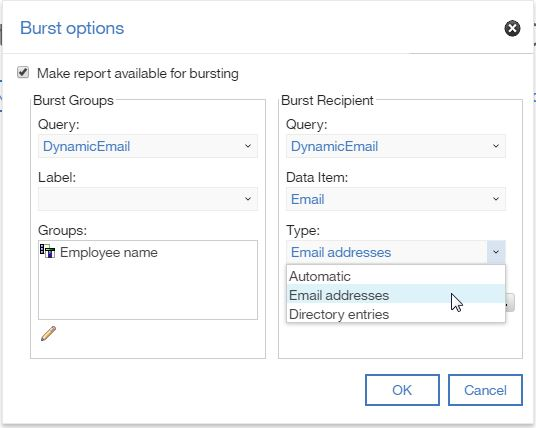 Burst options
Make report available for bursting
Burst Groups
Query:
DynamicEmail
Label:
Groups:
Employee name
Burst Recipient
Query:
DynamicEmail
Data Item:
Email
Type:
Email addresses
Automatic
Email addresses
Directory entries
OK
Cancel